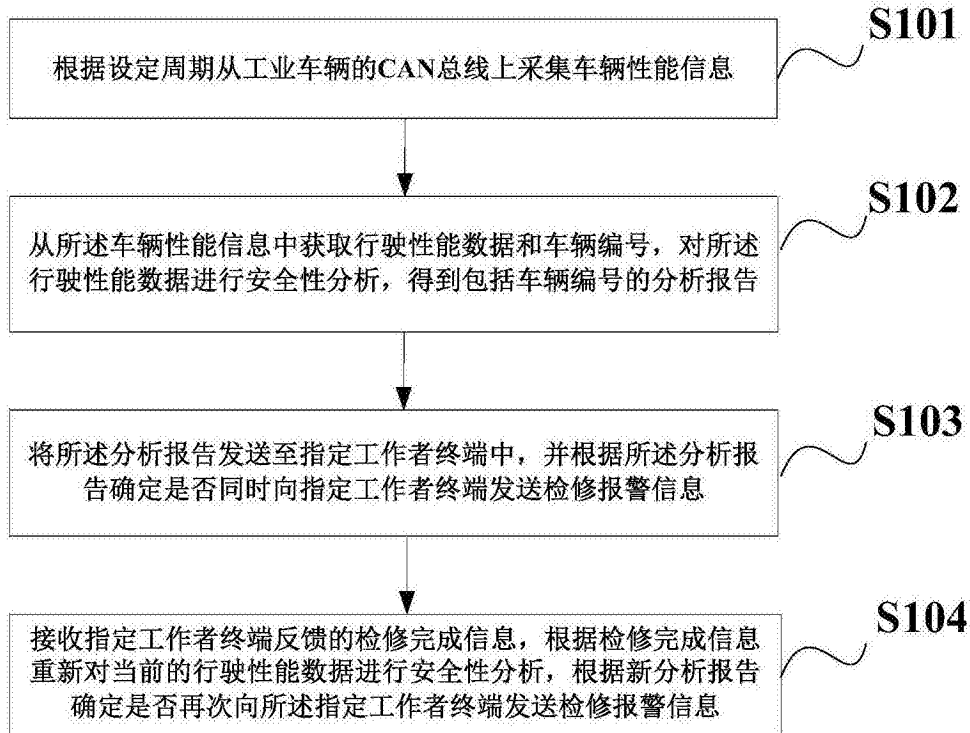 S101
根据设定周期从工业车辆的CAN总线上采集车辆性能信息
S102
从所述车辆性能信息中获取行驶性能数据和车辆编号，对所述
行驶性能数据进行安全性分析，得到包括车辆编号的分析报告
S103
将所述分析报告发送至指定工作者终端中，并根据所述分析报
告确定是否同时向指定工作者终端发送检修报警信息
S104
接收指定工作者终端反馈的检修完成信息，根据检修完成信息
重新对当前的行驶性能数据进行安全性分析，根据新分析报告
确定是否再次向所述指定工作者终端发送检修报警信息